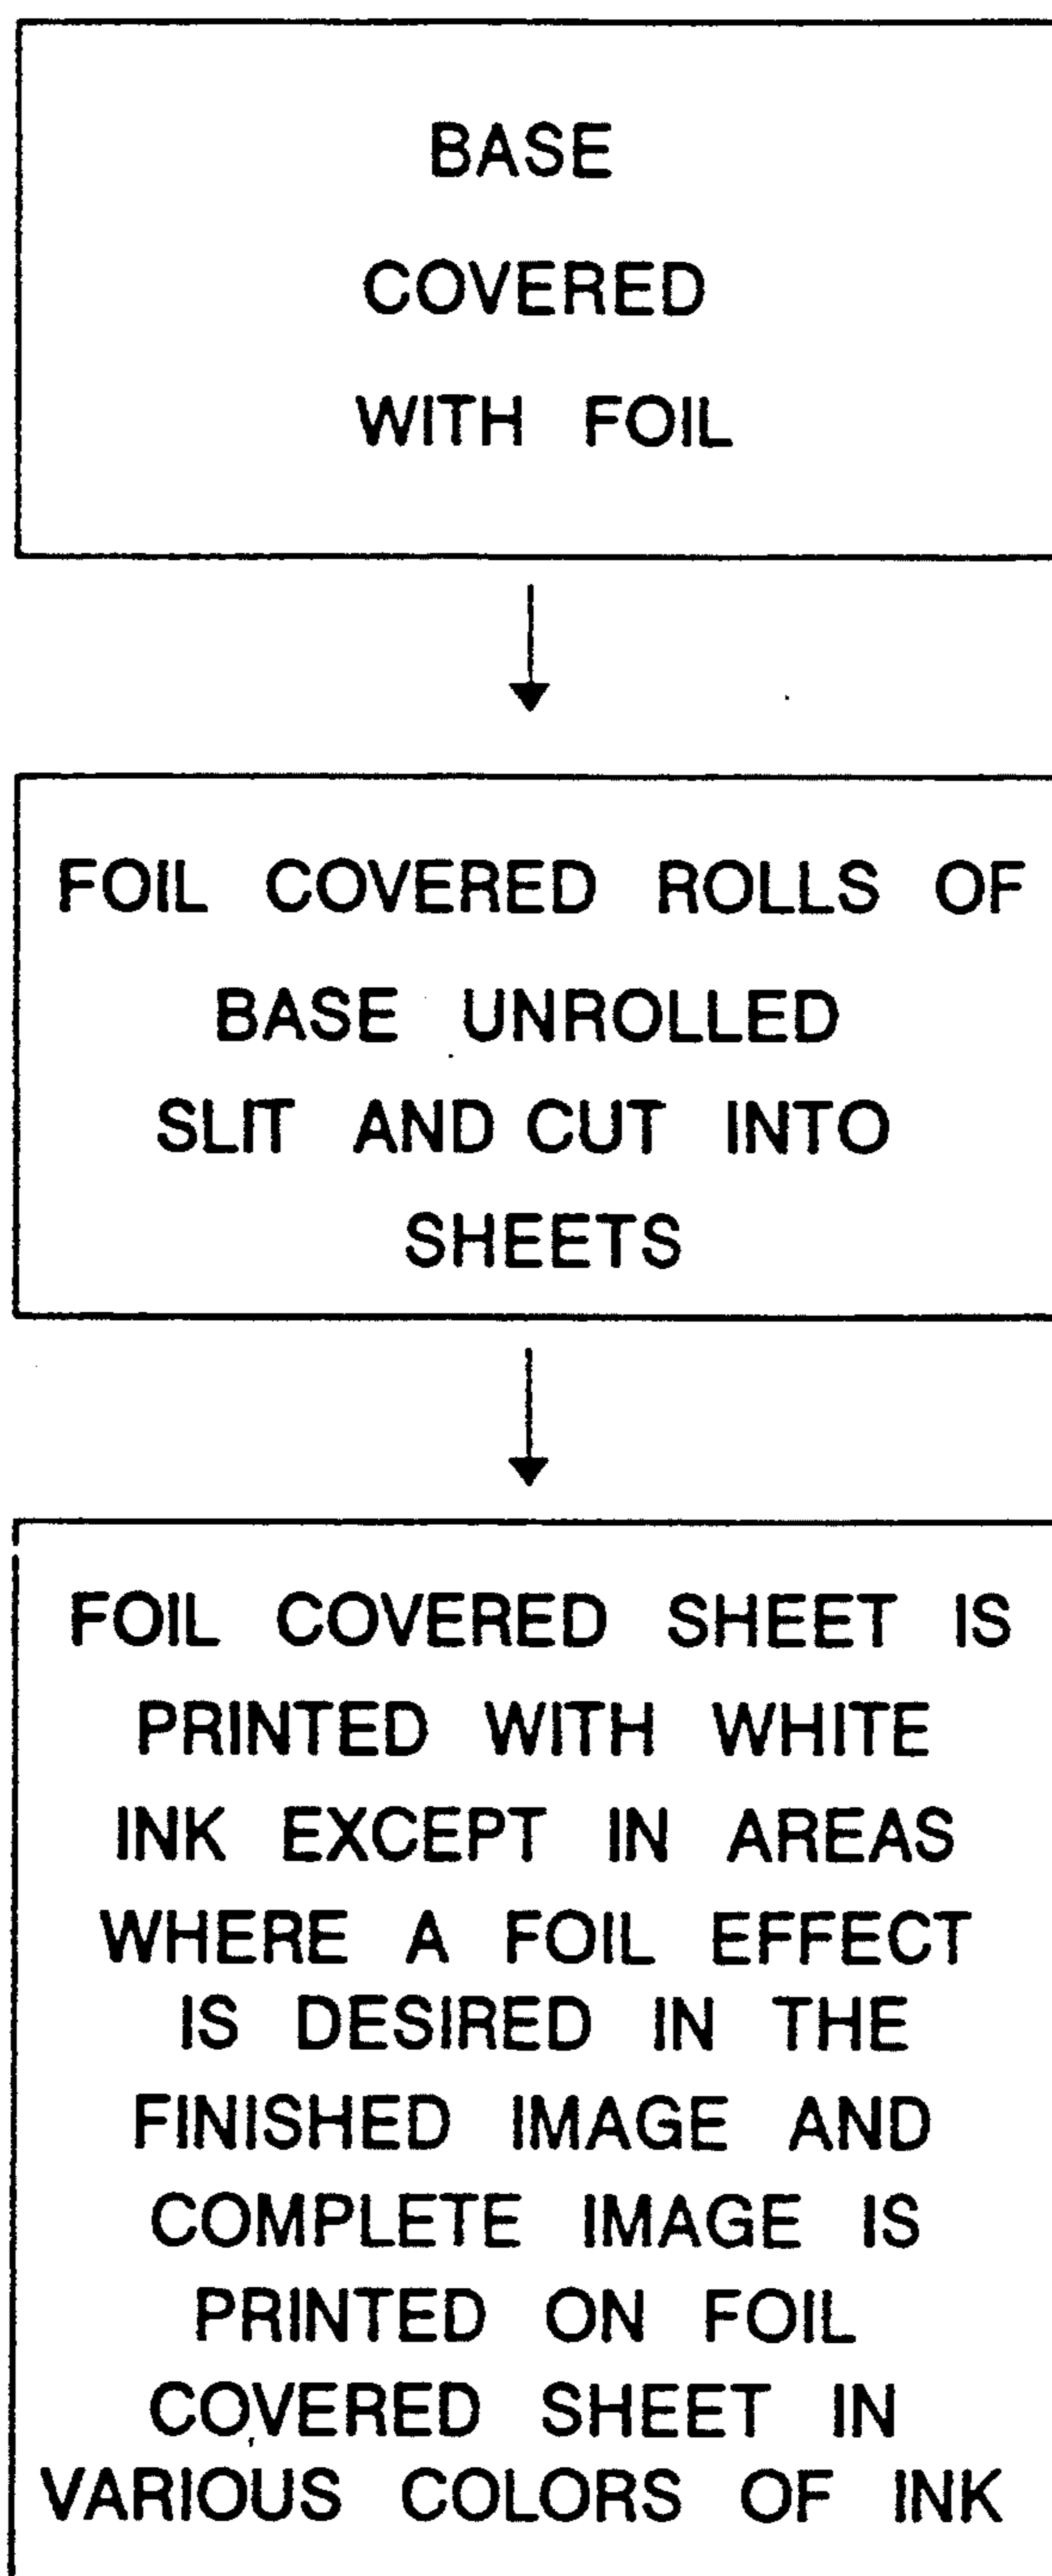 BASE
COVERED
WITH FOIL
FOIL COVERED ROLLS OF
BASE UNROLLED
SLIT AND CUT INTO
SHEETS
FOIL COVERED SHEET IS
PRINTED WITH WHITE
INK EXCEPT IN AREAS
WHERE A FOIL EFFECT
IS DESIRED IN THE
FINISHED IMAGE AND
COMPLETE IMAGE IS
PRINTED ON FOIL
COVERED SHEET IN
VARIOUS COLORS OF INK